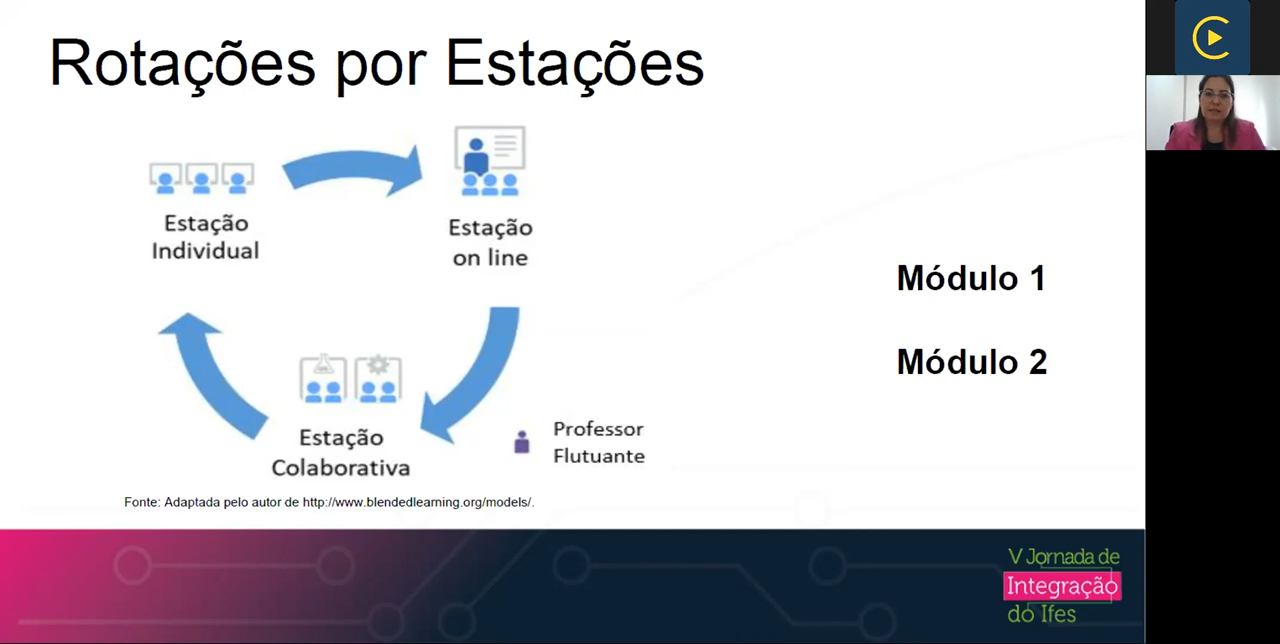 Rotações por Estações
Estação
Individual
Estação
on line
Módulo 1
Módulo 2
Estação
Colaborativa
Professor
Flutuante
Fonte: Adaptada pelo autor de http://www.blendedlearning.org/models/.
V Jornada de
Integração
do Ifes